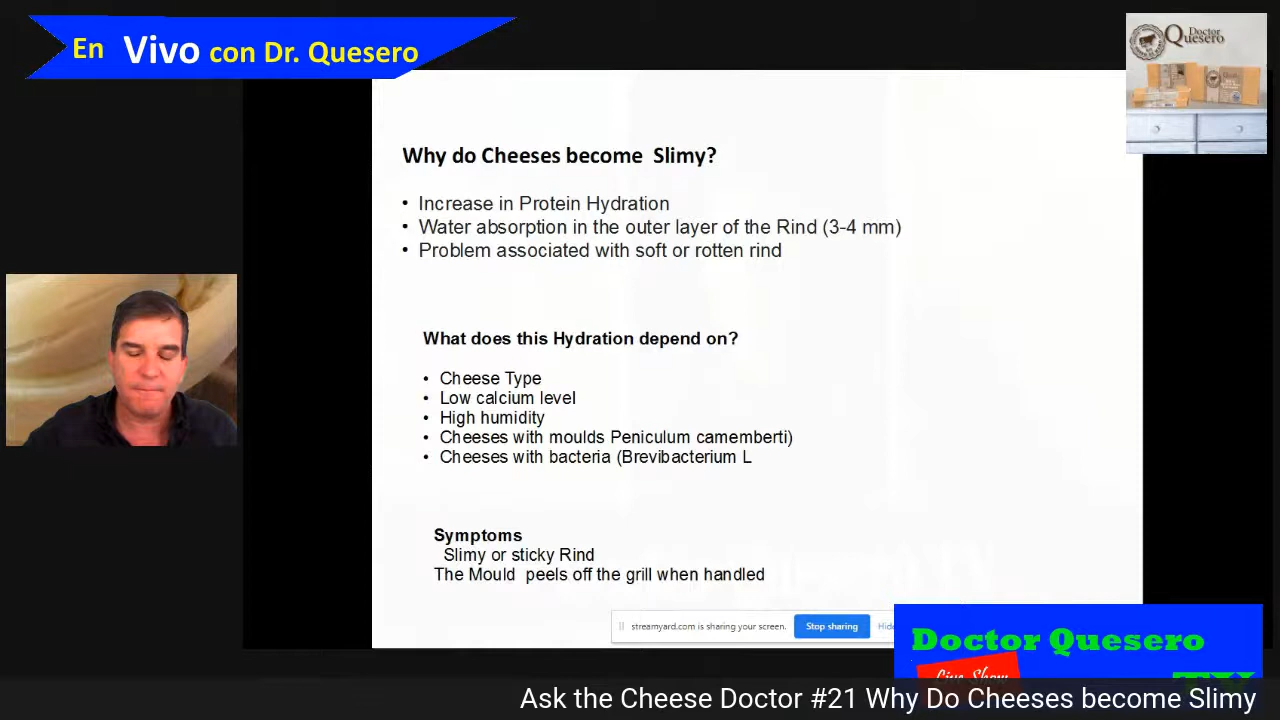 En Vivo con Dr. Quesero
Doctor
Quesero
Why do Cheeses become Slimy?
• Increase in Protein Hydration
• Water absorption in the outer layer of the Rind (3-4 mm)
• Problem associated with soft or rotten rind
What does this Hydration depend on?
• Cheese Type
• Low calcium level
• High humidity
• Cheeses with moulds Peniculum camemberti)
• Cheeses with bacteria (Brevibacterium L
Symptoms
Slimy or sticky Rind
The Mould peels off the grill when handled
streamyard.com is sharing your screen. Stop sharing Hide
Doctor Quesero
Live Show
Ask the Cheese Doctor #21 Why Do Cheeses become Slimy